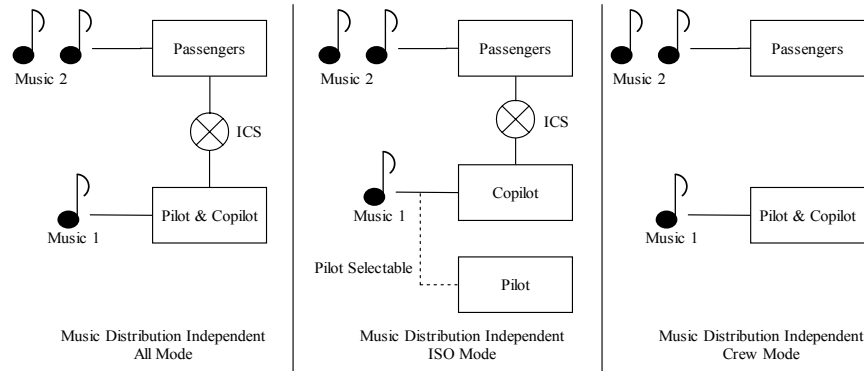 Passengers
Music 2
ICS
Pilot & Copilot
Music 1
Music Distribution Independent
All Mode
Passengers
Music 2
ICS
Copilot
Music 1
Pilot Selectable
Pilot
Music Distribution Independent
ISO Mode
Passengers
Music 2
Pilot & Copilot
Music 1
Music Distribution Independent
Crew Mode